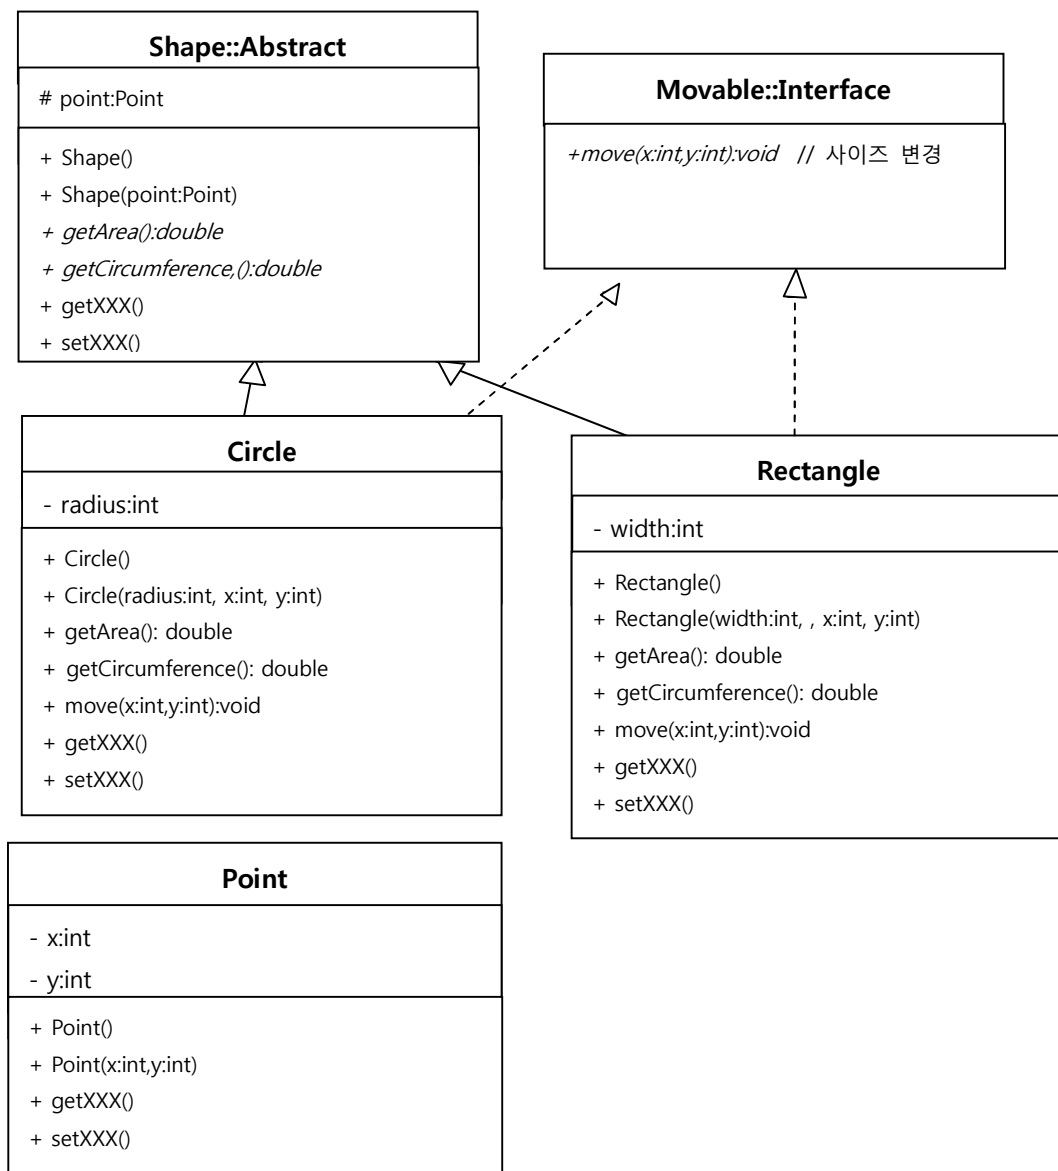 Shape::Abstract
# point:Point
+ Shape()
+ Shape(point:Point)
+ getArea():double
+ getCircumference,():double
+ getXXX()
+ setXXX()
Movable::Interface
+move(x:int,y:int):void // 사이즈 변경
Circle
- radius:int
+ Circle()
+ Circle(radius:int, x:int, y:int)
+ getArea(): double
+ getCircumference(): double
+ move(x:int,y:int):void
+ getXXX()
+ setXXX()
Rectangle
- width:int
+ Rectangle()
+ Rectangle(width:int, , x:int, y:int)
+ getArea(): double
+ getCircumference(): double
+ move(x:int,y:int):void
+ getXXX()
+ setXXX()
Point
- x:int
- y:int
+ Point()
+ Point(x:int,y:int)
+ getXXX()
+ setXXX()